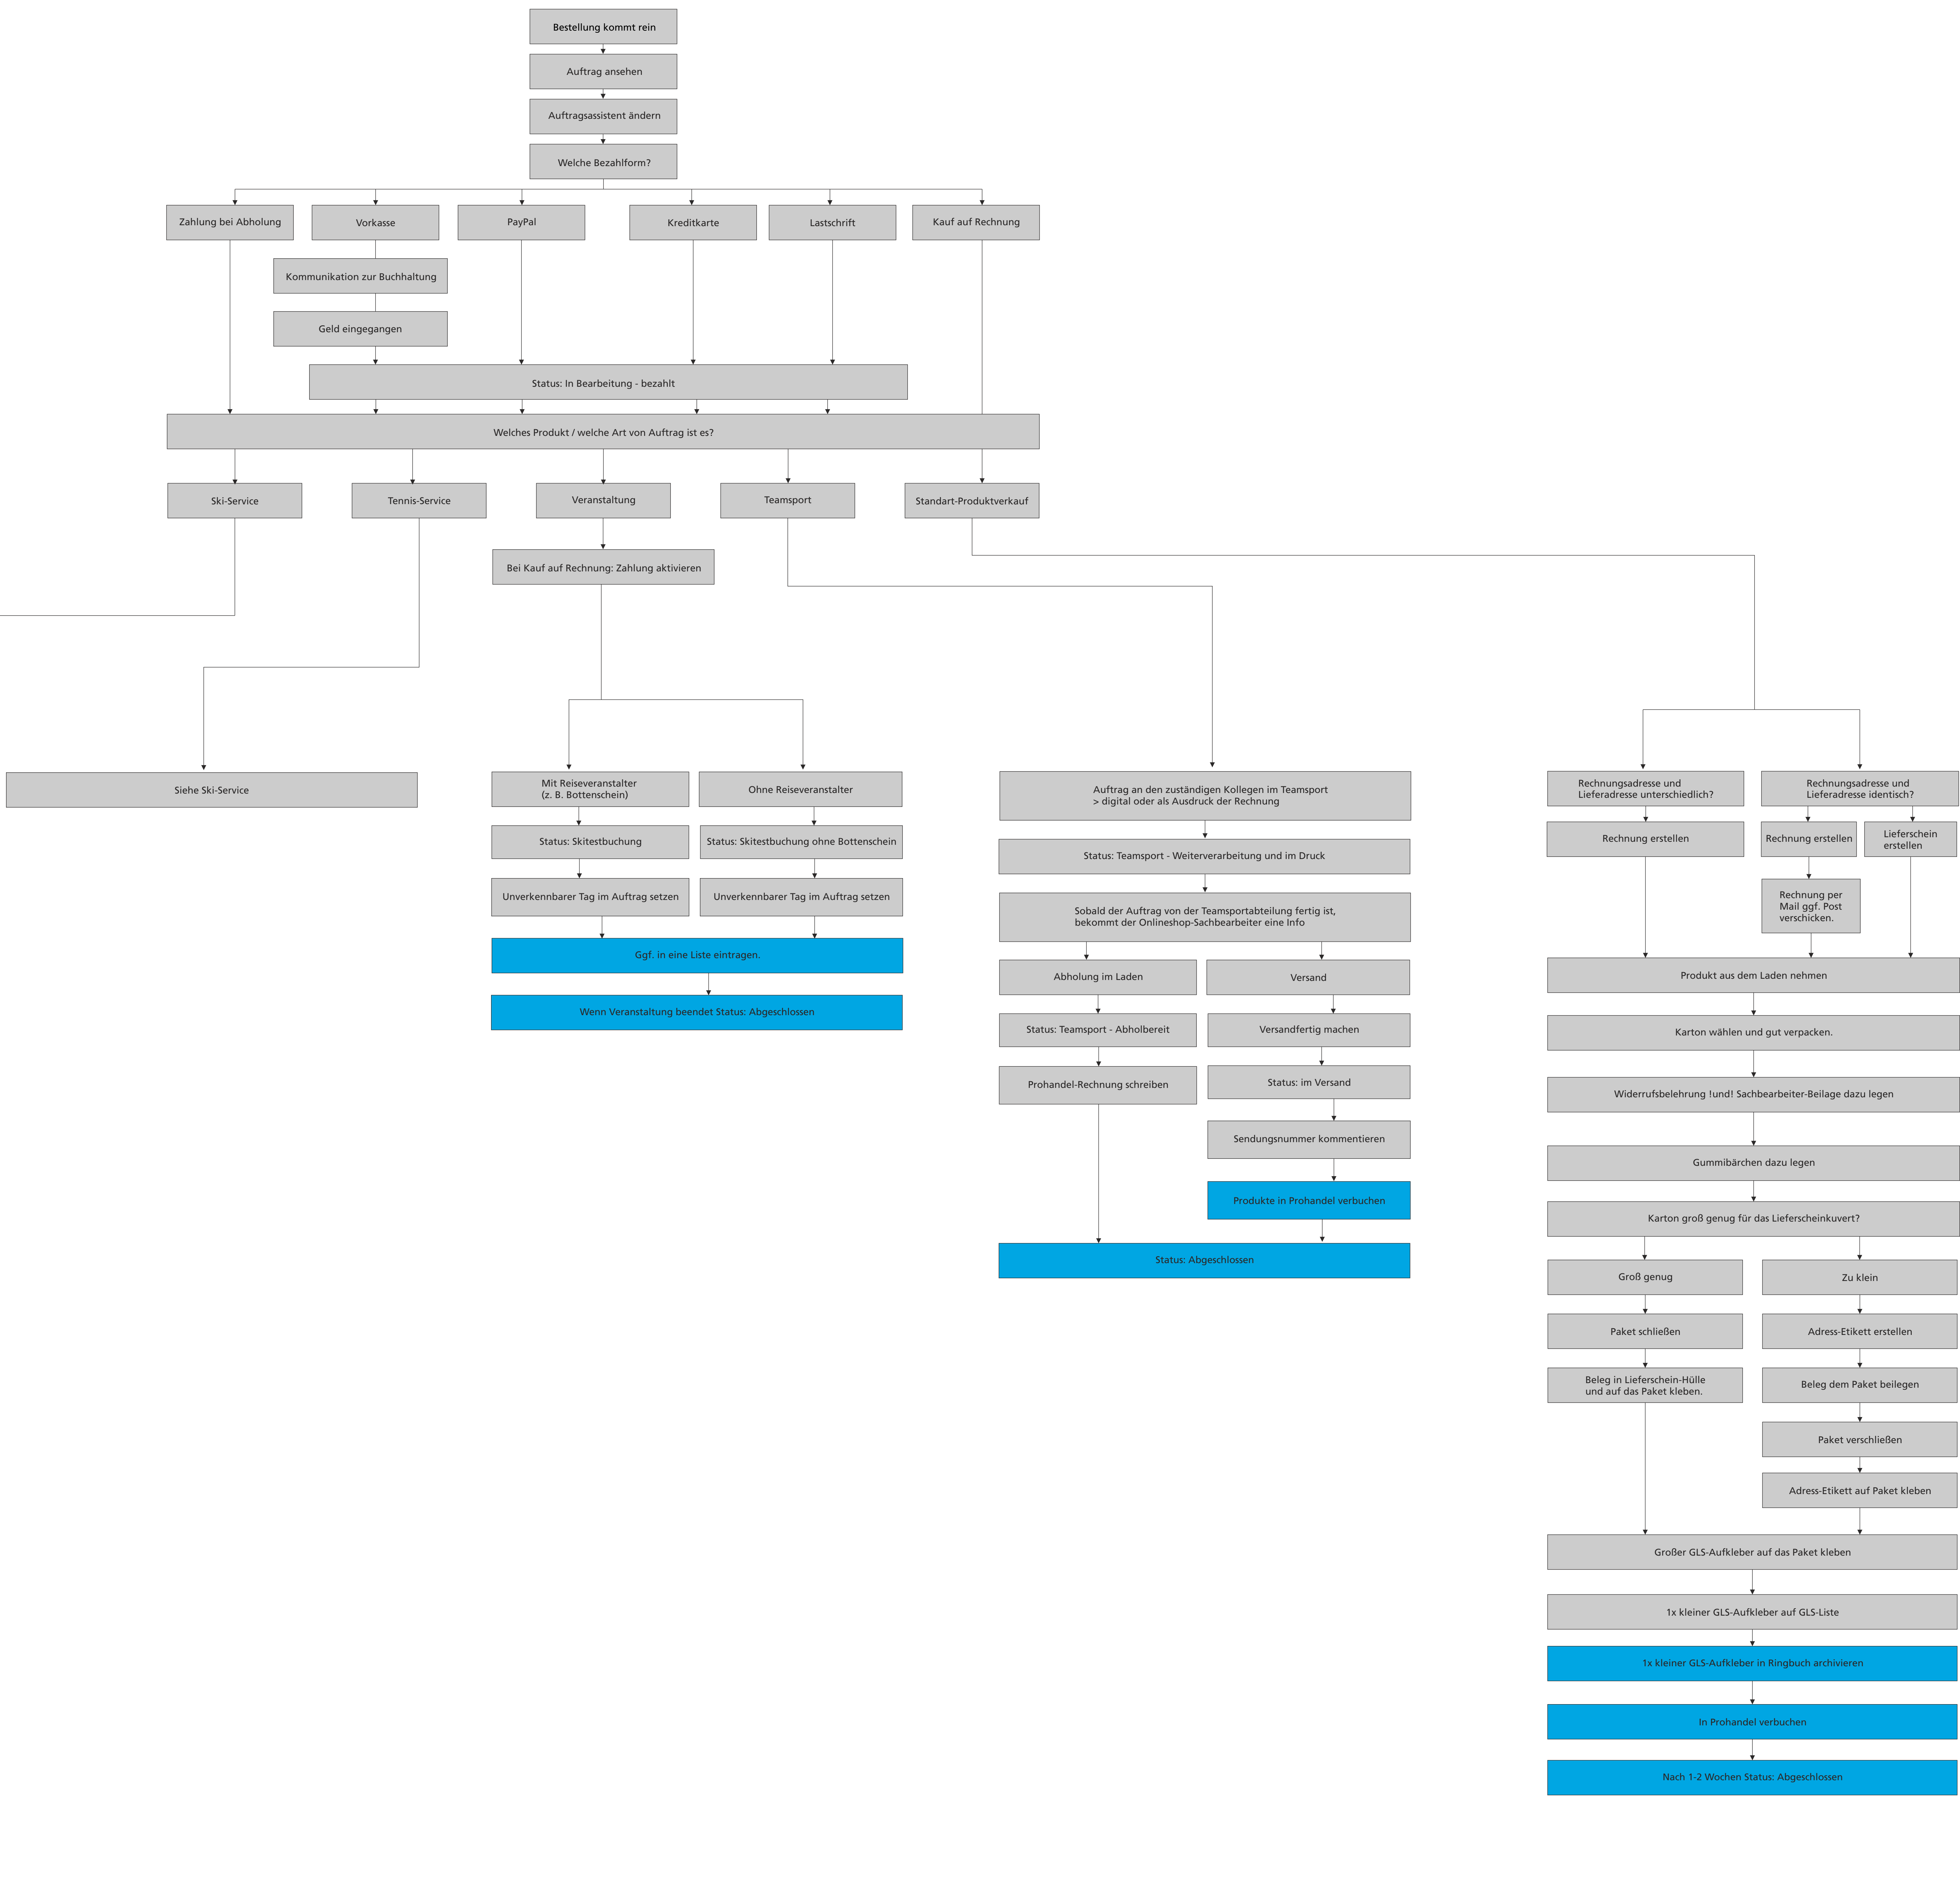 Bestellung kommt rein
Auftrag ansehen
Auftragsassistent ändern
Welche Bezahlform?
Zahlung bei Abholung
Vorkasse
PayPal
Kreditkarte
Lastschrift
Kauf auf Rechnung
Kommunikation zur Buchhaltung
Geld eingegangen
Status: In Bearbeitung - bezahlt
Welches Produkt / welche Art von Auftrag ist es?
Ski-Service
Tennis-Service
Veranstaltung
Teamsport
Standart-Produktverkauf
Bei Kauf auf Rechnung: Zahlung aktivieren
Siehe Ski-Service
Mit Reiseveranstalter
(z. B. Bottenschein)
Ohne Reiseveranstalter
Status: Skitestbuchung
Status: Skitestbuchung ohne Bottenschein
Unverkennbarer Tag im Auftrag setzen
Unverkennbarer Tag im Auftrag setzen
Ggf. in eine Liste eintragen.
Wenn Veranstaltung beendet Status: Abgeschlossen
Auftrag an den zuständigen Kollegen im Teamsport
> digital oder als Ausdruck der Rechnung
Status: Teamsport - Weiterverarbeitung und im Druck
Sobald der Auftrag von der Teamsportabteilung fertig ist,
bekommt der Onlineshop-Sachbearbeiter eine Info
Abholung im Laden
Versand
Status: Teamsport - Abholbereit
Versandfertig machen
Prohandel-Rechnung schreiben
Status: im Versand
Sendungsnummer kommentieren
Produkte in Prohandel verbuchen
Status: Abgeschlossen
Rechnungsadresse und
Lieferadresse unterschiedlich?
Rechnungsadresse und
Lieferadresse identisch?
Rechnung erstellen
Rechnung erstellen
Lieferschein
erstellen
Rechnung per
Mail ggf. Post
verschicken.
Produkt aus dem Laden nehmen
Karton wählen und gut verpacken.
Widerrufsbelehrung !und! Sachbearbeiter-Beilage dazu legen
Gummibärchen dazu legen
Karton groß genug für das Lieferscheinkuvert?
Groß genug
Zu klein
Paket schließen
Adress-Etikett erstellen
Beleg in Lieferschein-Hülle
und auf das Paket kleben.
Beleg dem Paket beilegen
Paket verschließen
Adress-Etikett auf Paket kleben
Großer GLS-Aufkleber auf das Paket kleben
1x kleiner GLS-Aufkleber auf GLS-Liste
1x kleiner GLS-Aufkleber in Ringbuch archivieren
In Prohandel verbuchen
Nach 1-2 Wochen Status: Abgeschlossen